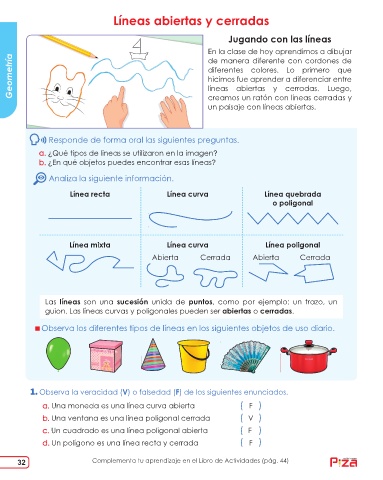 Líneas abiertas y cerradas
Geometría
Jugando con las líneas
En la clase de hoy aprendimos a dibujar
de manera diferente con cordones de
diferentes colores. Lo primero que
hicimos fue aprender a diferenciar entre
líneas abiertas y cerradas. Luego,
creamos un ratón con líneas cerradas y
un paisaje con líneas abiertas.
Responde de forma oral las siguientes preguntas.
a. ¿Qué tipos de líneas se utilizaron en la imagen?
b. ¿En qué objetos puedes encontrar esas líneas?
Analiza la siguiente información.
Línea recta Línea curva Línea quebrada
o poligonal
Línea mixta Línea curva Línea poligonal
Abierta Cerrada Abierta Cerrada
Las líneas son una sucesión unida de puntos, como por ejemplo: un trazo, un
guion. Las líneas curvas y poligonales pueden ser abiertas o cerradas.
Observa los diferentes tipos de líneas en los siguientes objetos de uso diario.
1. Observa la veracidad (V) o falsedad (F) de los siguientes enunciados.
a. Una moneda es una línea curva abierta ( F )
b. Una ventana es una línea poligonal cerrada ( V )
c. Un cuadrado es una línea poligonal abierta ( F )
d. Un polígono es una línea recta y cerrada ( F )
32
Complementa tu aprendizaje en el Libro de Actividades (pág. 44)